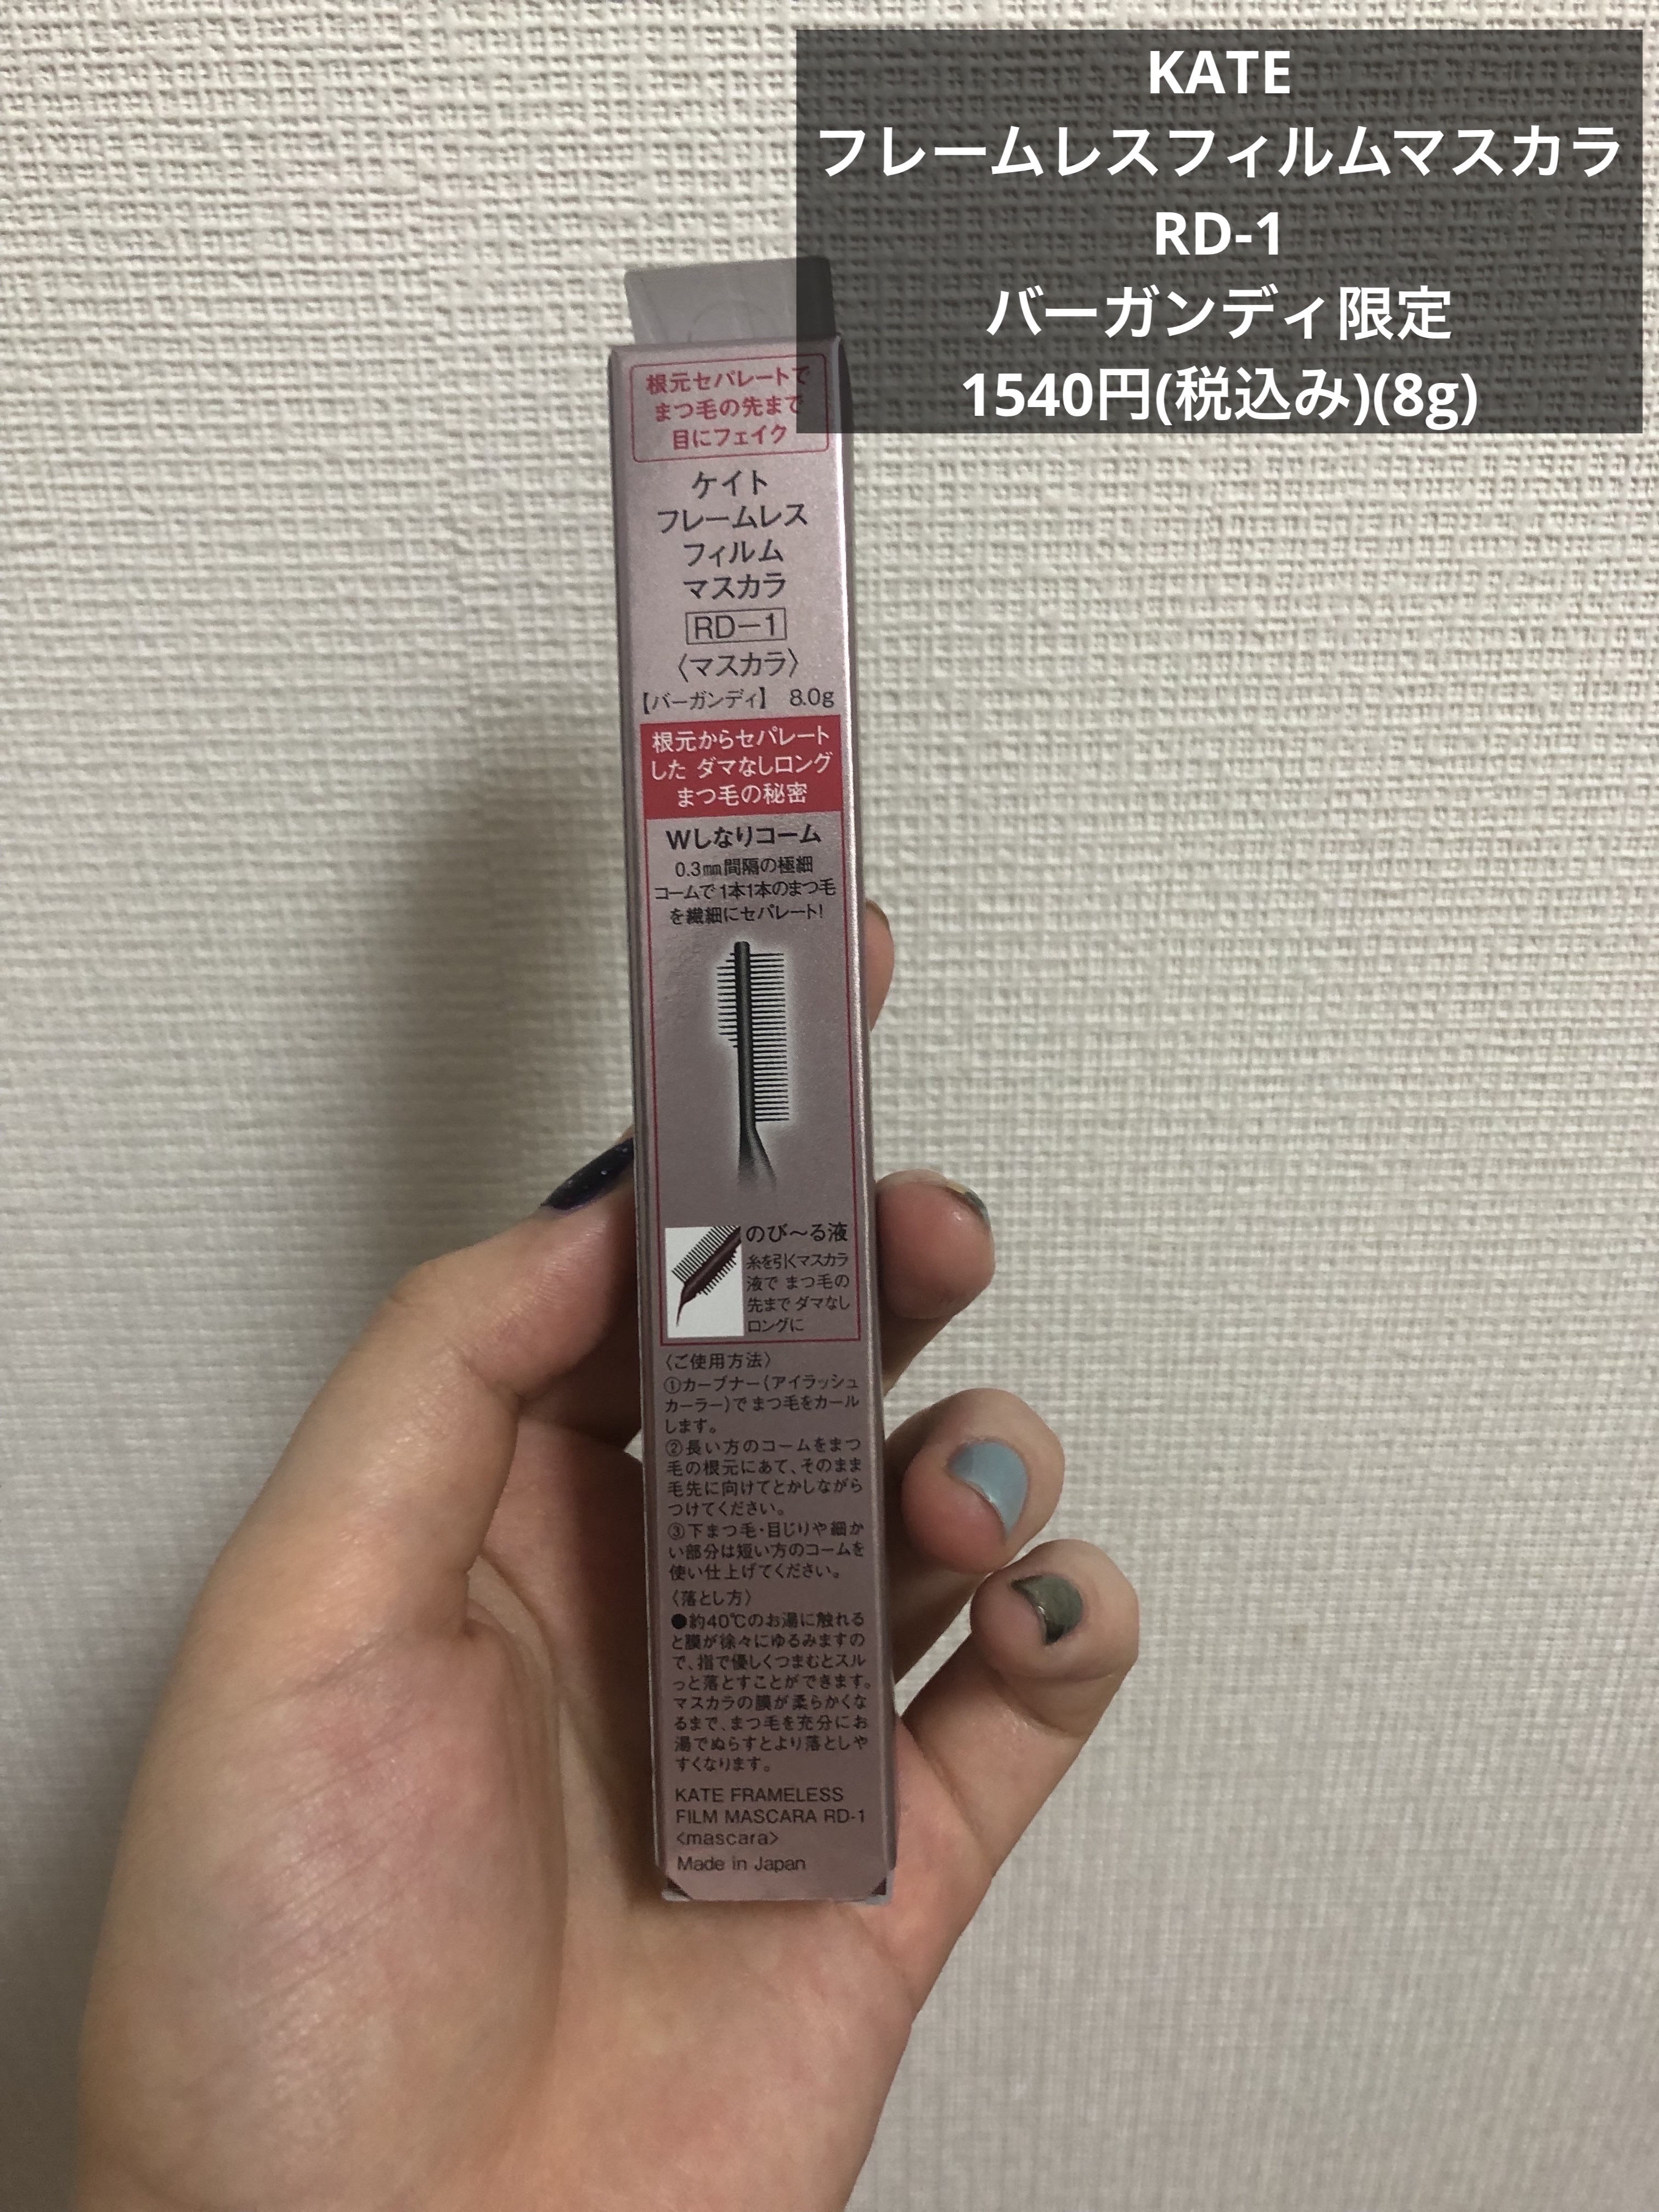 KATE
フレームレスフィルムマスカラ
RD-1
バーガンディ限定
1540円(税込み)(8g)
根元セパレートで
まつ毛の先まで
目にフェイク
ケイト
フレームレス
フィルム
マスカラ
RD-1
〈マスカラ〉
【バーガンディ】 8.0g
根元からセパレート
した ダマなしロング
まつ毛の秘密
Wしなりコーム
0.3㎜間隔の極細
コームで 1本1本のまつ毛
を繊細にセパレート!
のび〜る液
糸を引くマスカラ
液で まつ毛の
先まで ダマなし
ロングに
〈ご使用方法〉
①カーブナー(アイラッシュ
カーラー)で まつ毛をカール
します。
②長い方のコームをまつ
毛の根元にあて、そのまま
毛先に向けてとかしながら
つけてください。
③下まつ毛・目じりや細か
い部分は短い方のコームを
使い仕上げてください。
〈落とし方〉
●約40℃のお湯に触れる
と膜が徐々にゆるみますの
で、指で優しくつまむとスル
っと落とすことができます。
マスカラの膜が柔らかくな
るまで、まつ毛を充分にお
湯でぬらすとより落としや
すくなります。
KATE FRAMELESS
FILM MASCARA RD-1
<mascara>
Made in Japan